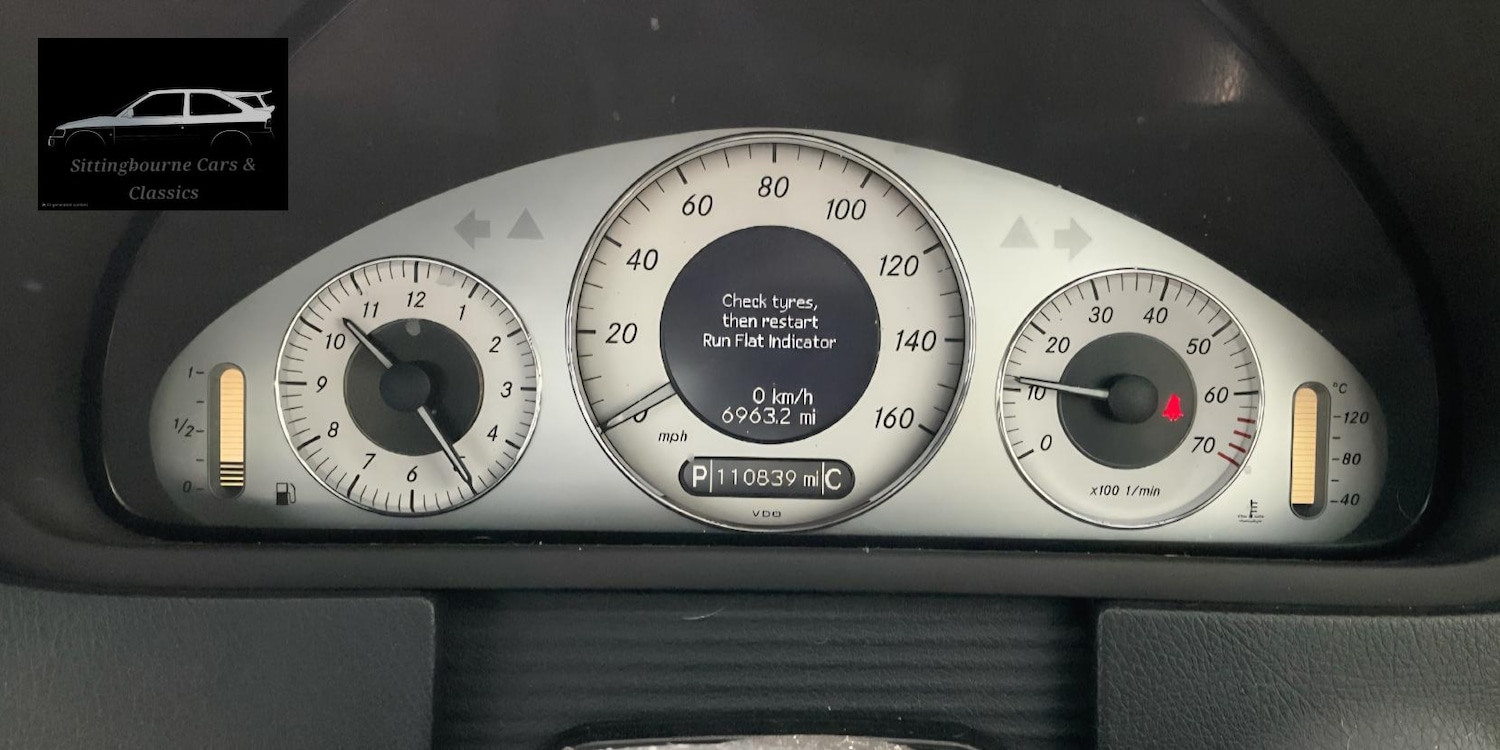 Sittingbourne Cars &
Classics
1
1/2
0
12
1
2
3
4
5
6
7
8
9
10
11
0
20
40
60
80
100
120
140
160
mph
Check tyres,
then restart
Run Flat Indicator
0 km/h
6963.2 mi
P 110839 mi C
VDO
0
10
20
30
40
50
60
70
x100 1/min
°C
120
80
40